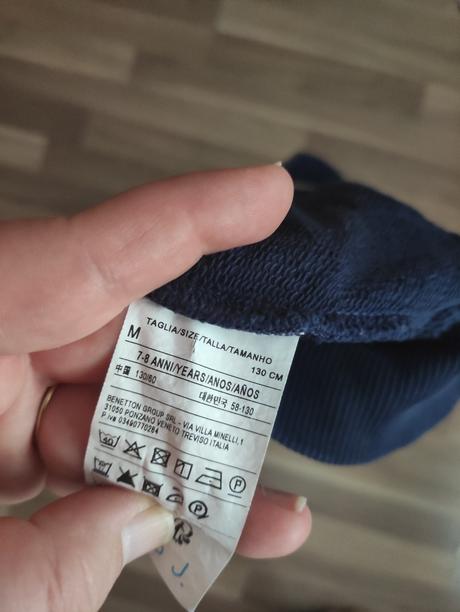 TAGLIA/SIZE/TALLA/TAMANHO
M 130 CM
7-8 ANNI/YEARS/ANOS/AÑOS
中国 130/60 대한민국 58-130
BENETTON GROUP SRL - VIA VILLA MINELLI,1
31050 PONZANO VENETO TREVISO ITALIA
P.IVA 03490770264
P
P
J.